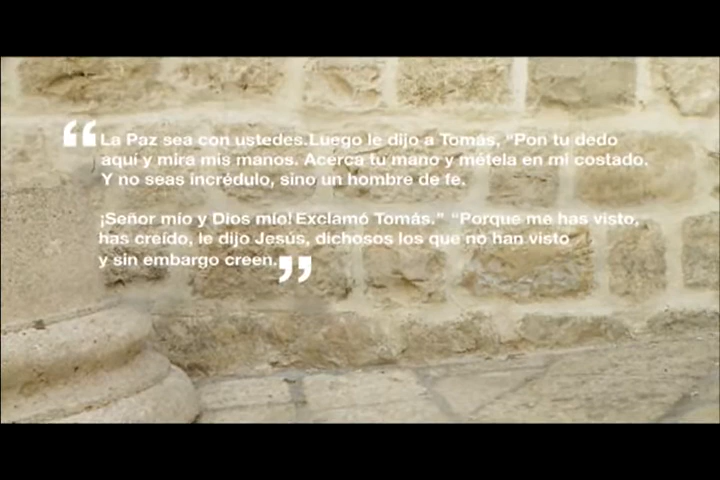 “La Paz sea con ustedes.Luego le dijo a Tomás, “Pon tu dedo
aquí y mira mis manos. Acerca tu mano y métela en mi costado.
Y no seas incrédulo, sino un hombre de fe.
¡Señor mío y Dios mío! Exclamó Tomás.” “Porque me has visto,
has creído, le dijo Jesús, dichosos los que no han visto
y sin embargo creen.”